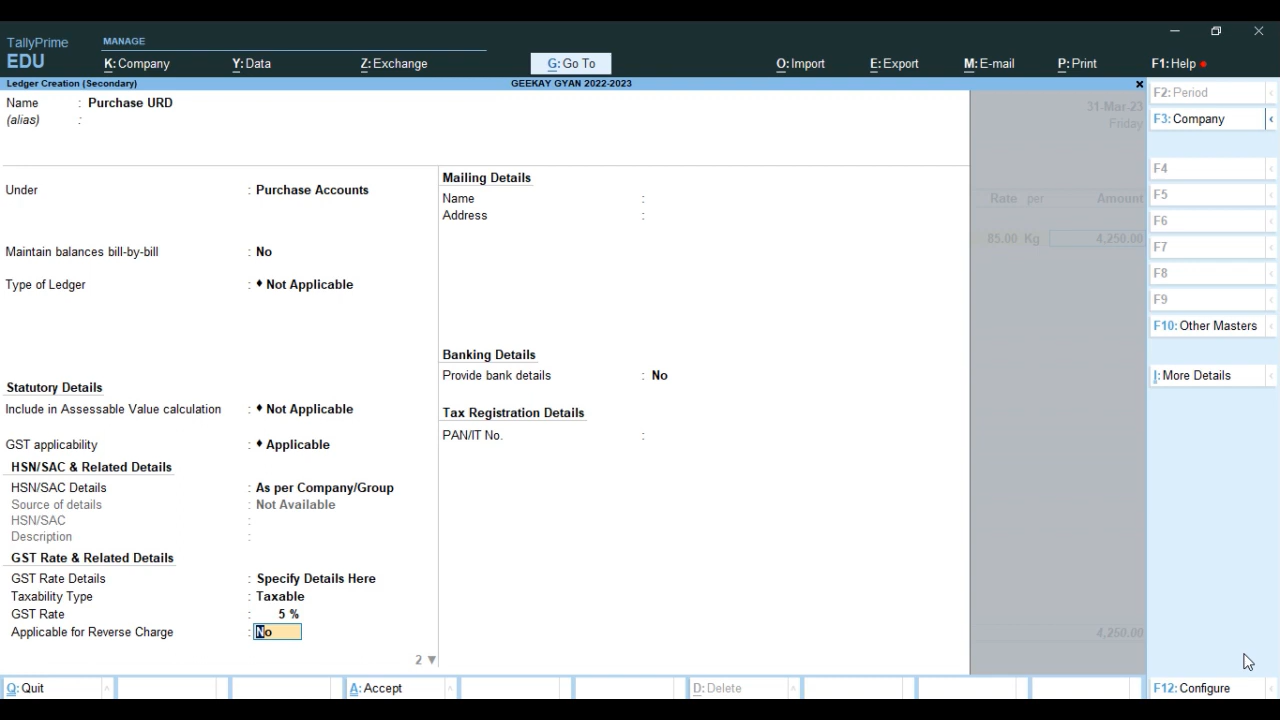 TallyPrime
EDU
MANAGE
K: Company
Y: Data
Z: Exchange
G: Go To
O: Import
E: Export
M: E-mail
P: Print
F1: Help
Ledger Creation (Secondary)
GEEKAY GYAN 2022-2023
Name : Purchase URD
(alias) :
Under : Purchase Accounts
Maintain balances bill-by-bill : No
Type of Ledger : ♦ Not Applicable
Statutory Details
Include in Assessable Value calculation : ♦ Not Applicable
GST applicability : ♦ Applicable
HSN/SAC & Related Details
HSN/SAC Details : As per Company/Group
Source of details : Not Available
HSN/SAC :
Description :
GST Rate & Related Details
GST Rate Details : Specify Details Here
Taxability Type : Taxable
GST Rate : 5 %
Applicable for Reverse Charge : No
2 ▼
Mailing Details
Name :
Address :
Banking Details
Provide bank details : No
Tax Registration Details
PAN/IT No. :
31-Mar-23
Friday
Rate per Amount
85.00 Kg 4,250.00
4,250.00
F2: Period
F3: Company
F4
F5
F6
F7
F8
F9
F10: Other Masters
I: More Details
Q: Quit
A: Accept
D: Delete
F12: Configure